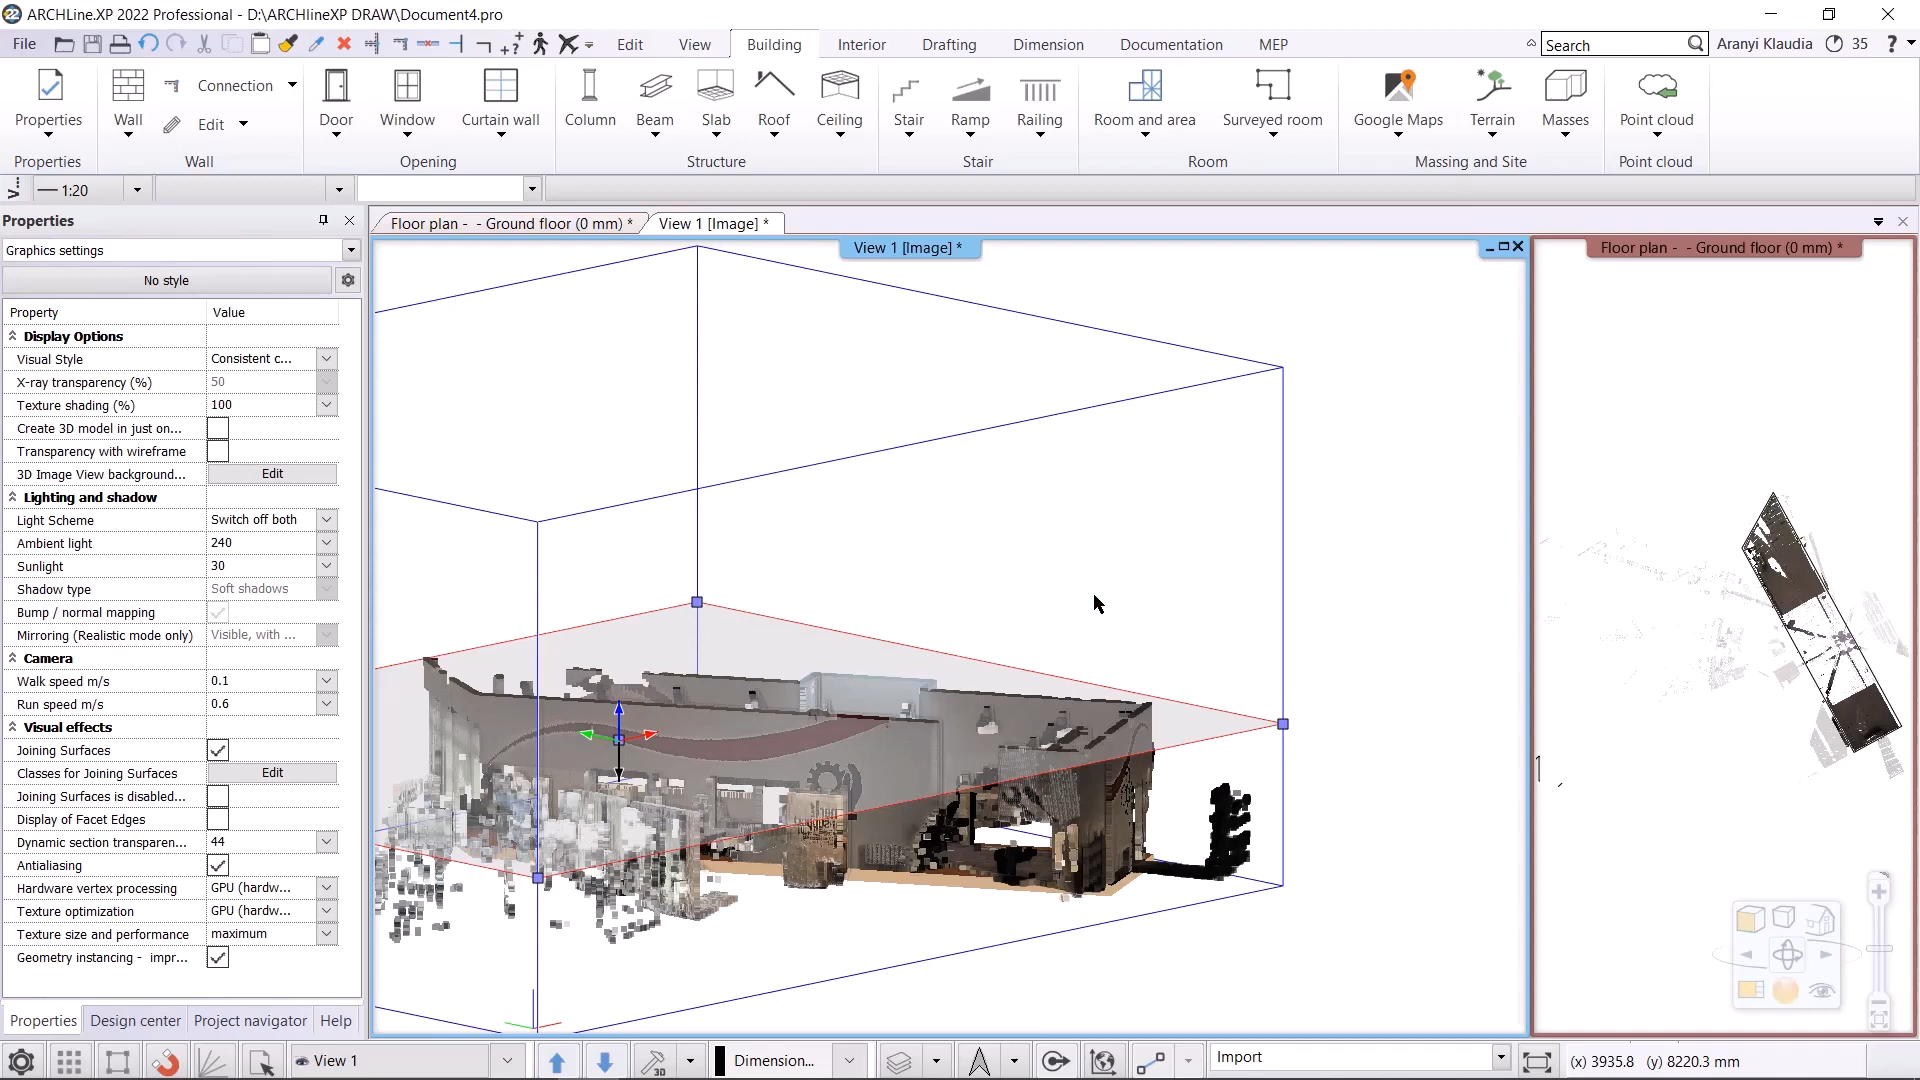 ARCHLine.XP 2022 Professional - D:\ARCHlineXP DRAW\Document4.pro
File
Edit
View
Building
Interior
Drafting
Dimension
Documentation
MEP
Search
Aranyi Klaudia
35
?
Properties
Wall
Connection
Edit
Door
Window
Curtain wall
Column
Beam
Slab
Roof
Ceiling
Stair
Ramp
Railing
Room and area
Surveyed room
Google Maps
Terrain
Masses
Point cloud
Properties
Wall
Opening
Structure
Stair
Room
Massing and Site
Point cloud
1:20
Properties
Floor plan - - Ground floor (0 mm) *
View 1 [Image] *
Graphics settings
View 1 [Image] *
Floor plan - - Ground floor (0 mm) *
No style
Property Value
Display Options
Visual Style Consistent c...
X-ray transparency (%) 50
Texture shading (%) 100
Create 3D model in just on...
Transparency with wireframe
3D Image View background... Edit
Lighting and shadow
Light Scheme Switch off both
Ambient light 240
Sunlight 30
Shadow type Soft shadows
Bump / normal mapping
Mirroring (Realistic mode only) Visible, with ...
Camera
Walk speed m/s 0.1
Run speed m/s 0.6
Visual effects
Joining Surfaces
Classes for Joining Surfaces Edit
Joining Surfaces is disabled...
Display of Facet Edges
Dynamic section transparen... 44
Antialiasing
Hardware vertex processing GPU (hardw...
Texture optimization GPU (hardw...
Texture size and performance maximum
Geometry instancing - impr...
Properties
Design center
Project navigator
Help
View 1
3D
Dimension...
Import
(x) 3935.8 (y) 8220.3 mm